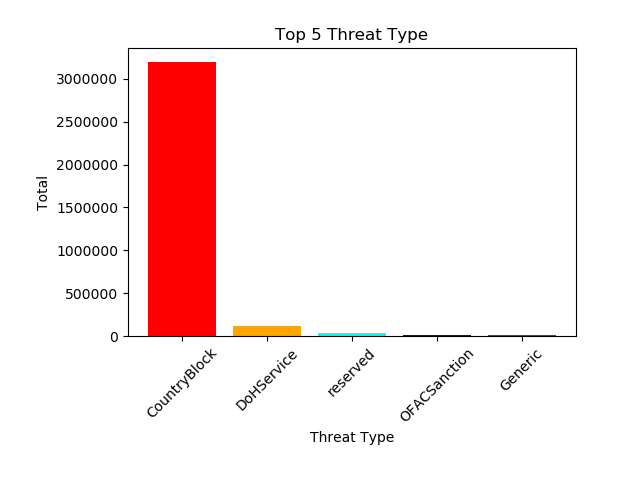 Top 5 Threat Type
Total
3000000
2500000
2000000
1500000
1000000
500000
0
CountryBlock
DoHService
reserved
OFACSanction
Generic
Threat Type